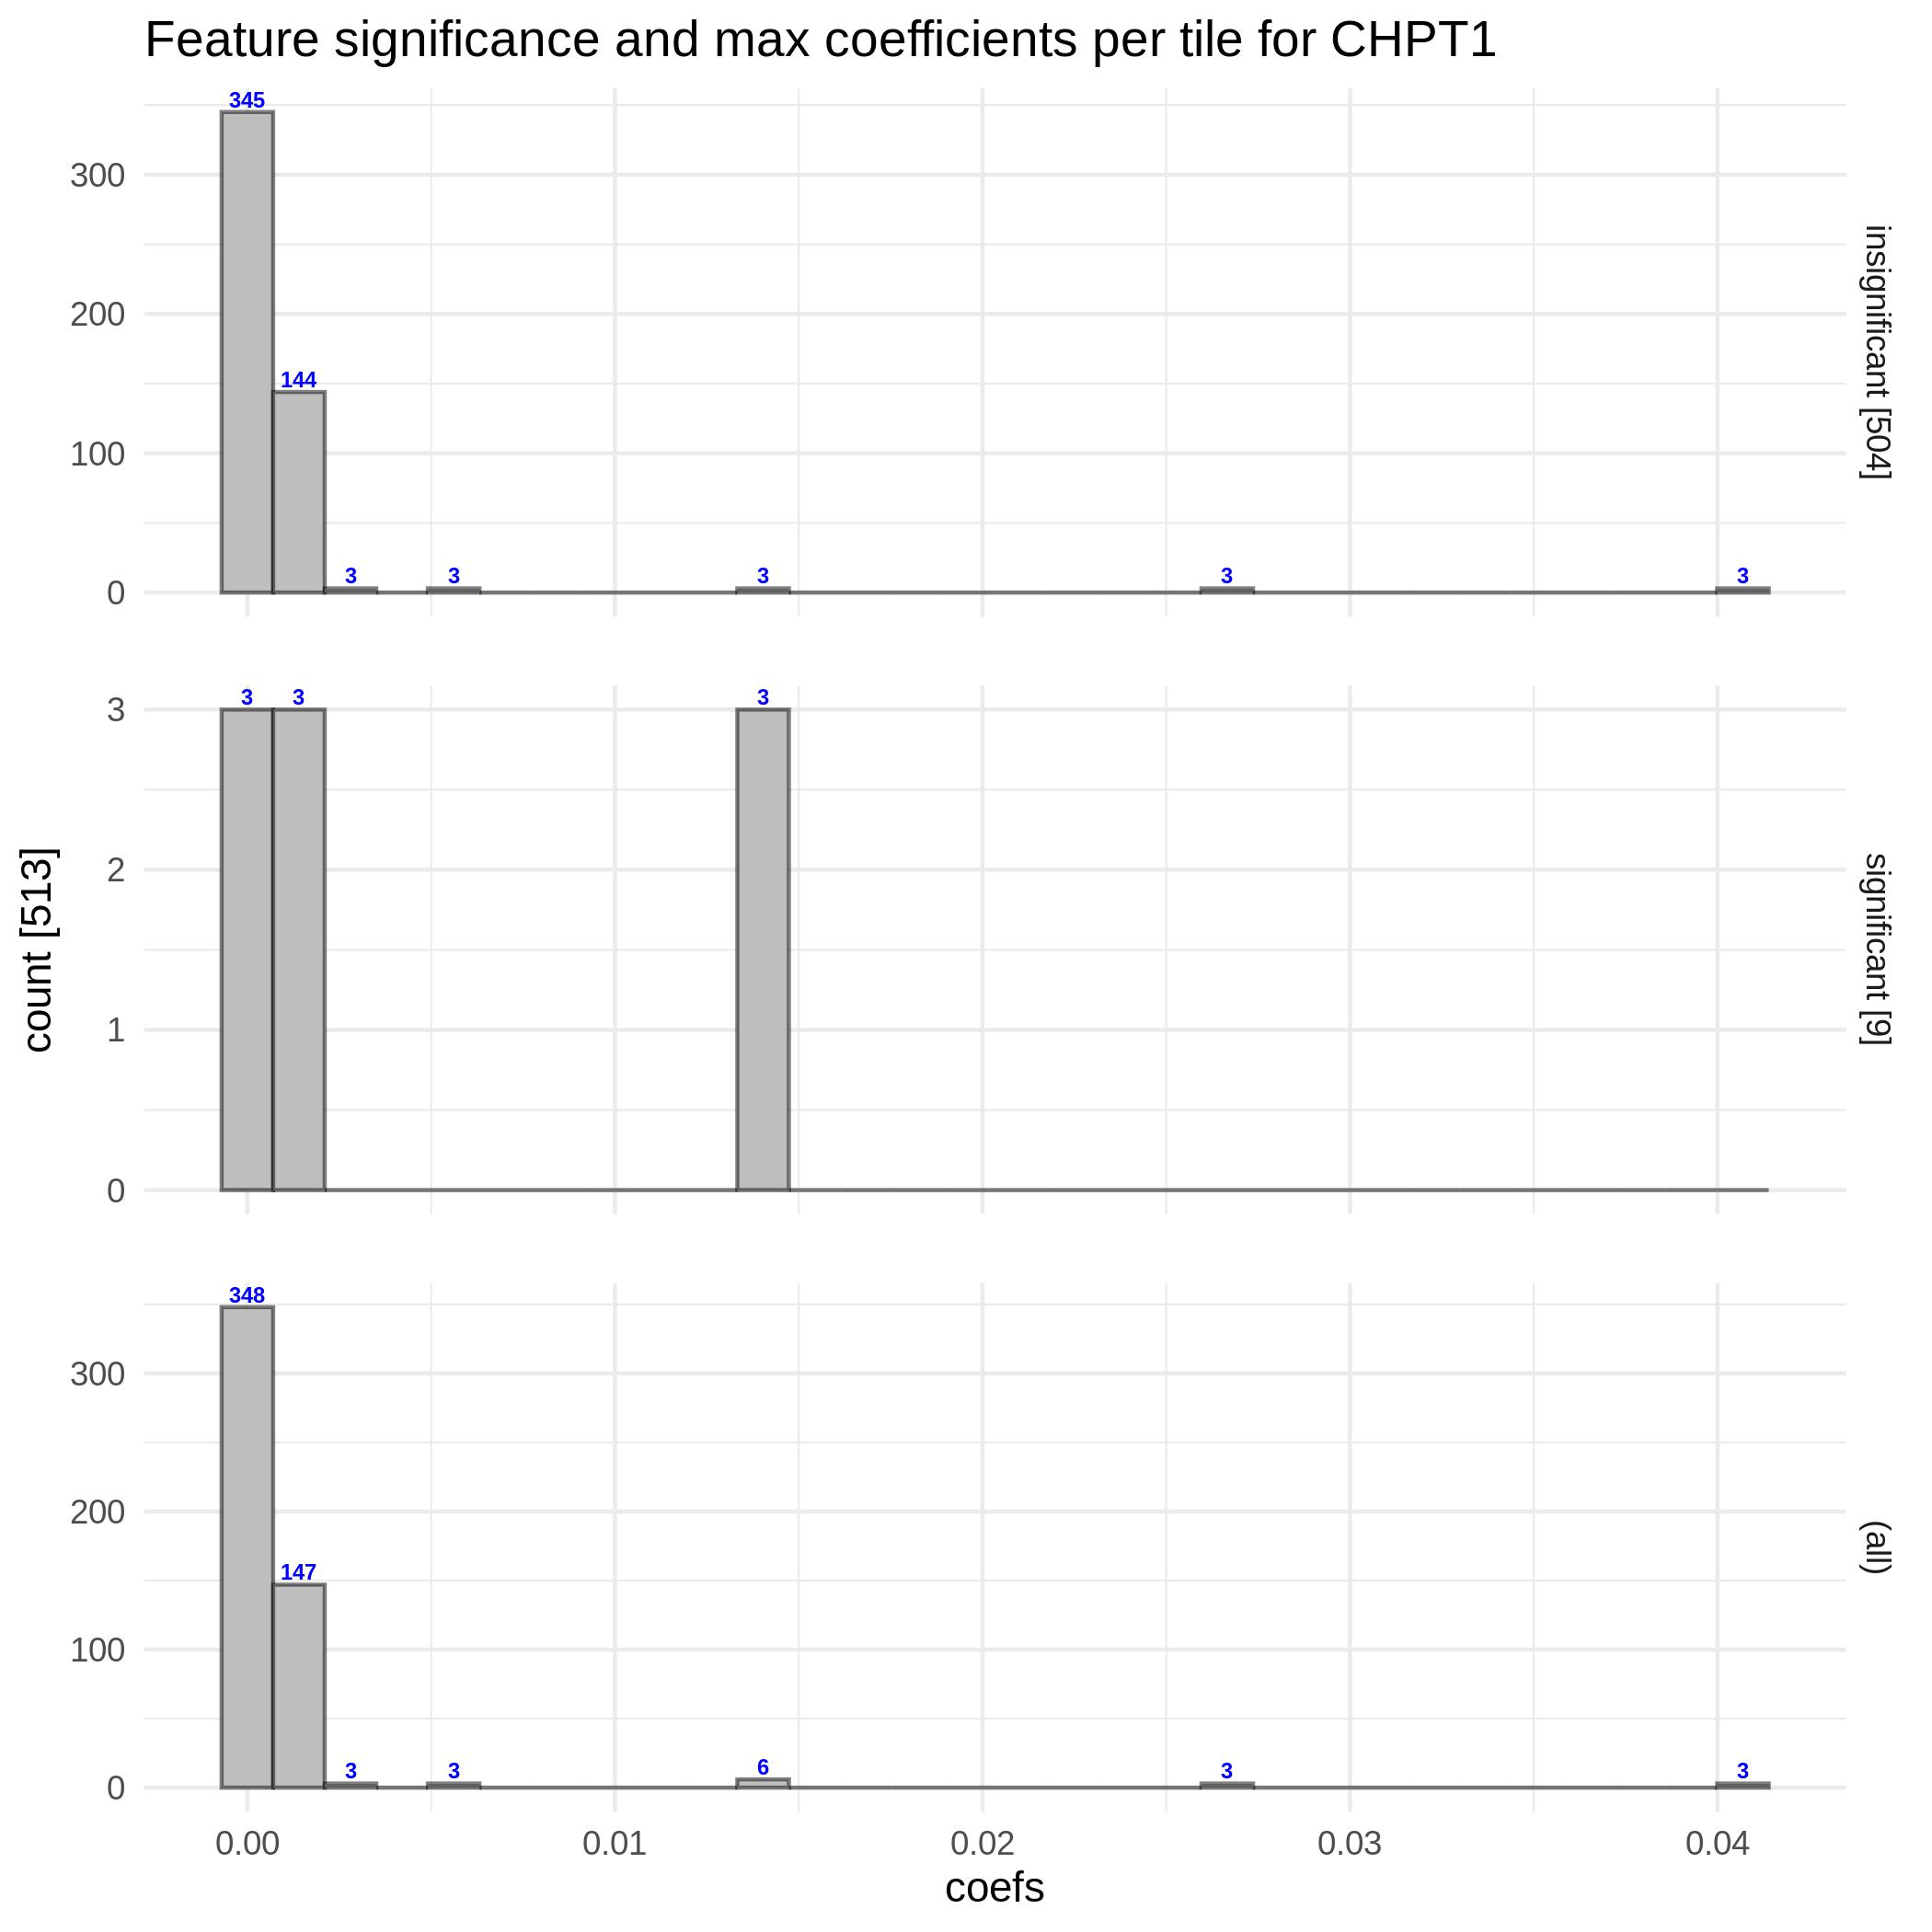 Feature significance and max coefficients per tile for CHPT1
345
300
200
144
100
3 3 3 3 3
0
insignificant [504]
3 3 3
3
2
1
0
significant [9]
count [513]
348
300
200
147
100
3 3 6 3 3
0
(all)
0.00 0.01 0.02 0.03 0.04
coefs